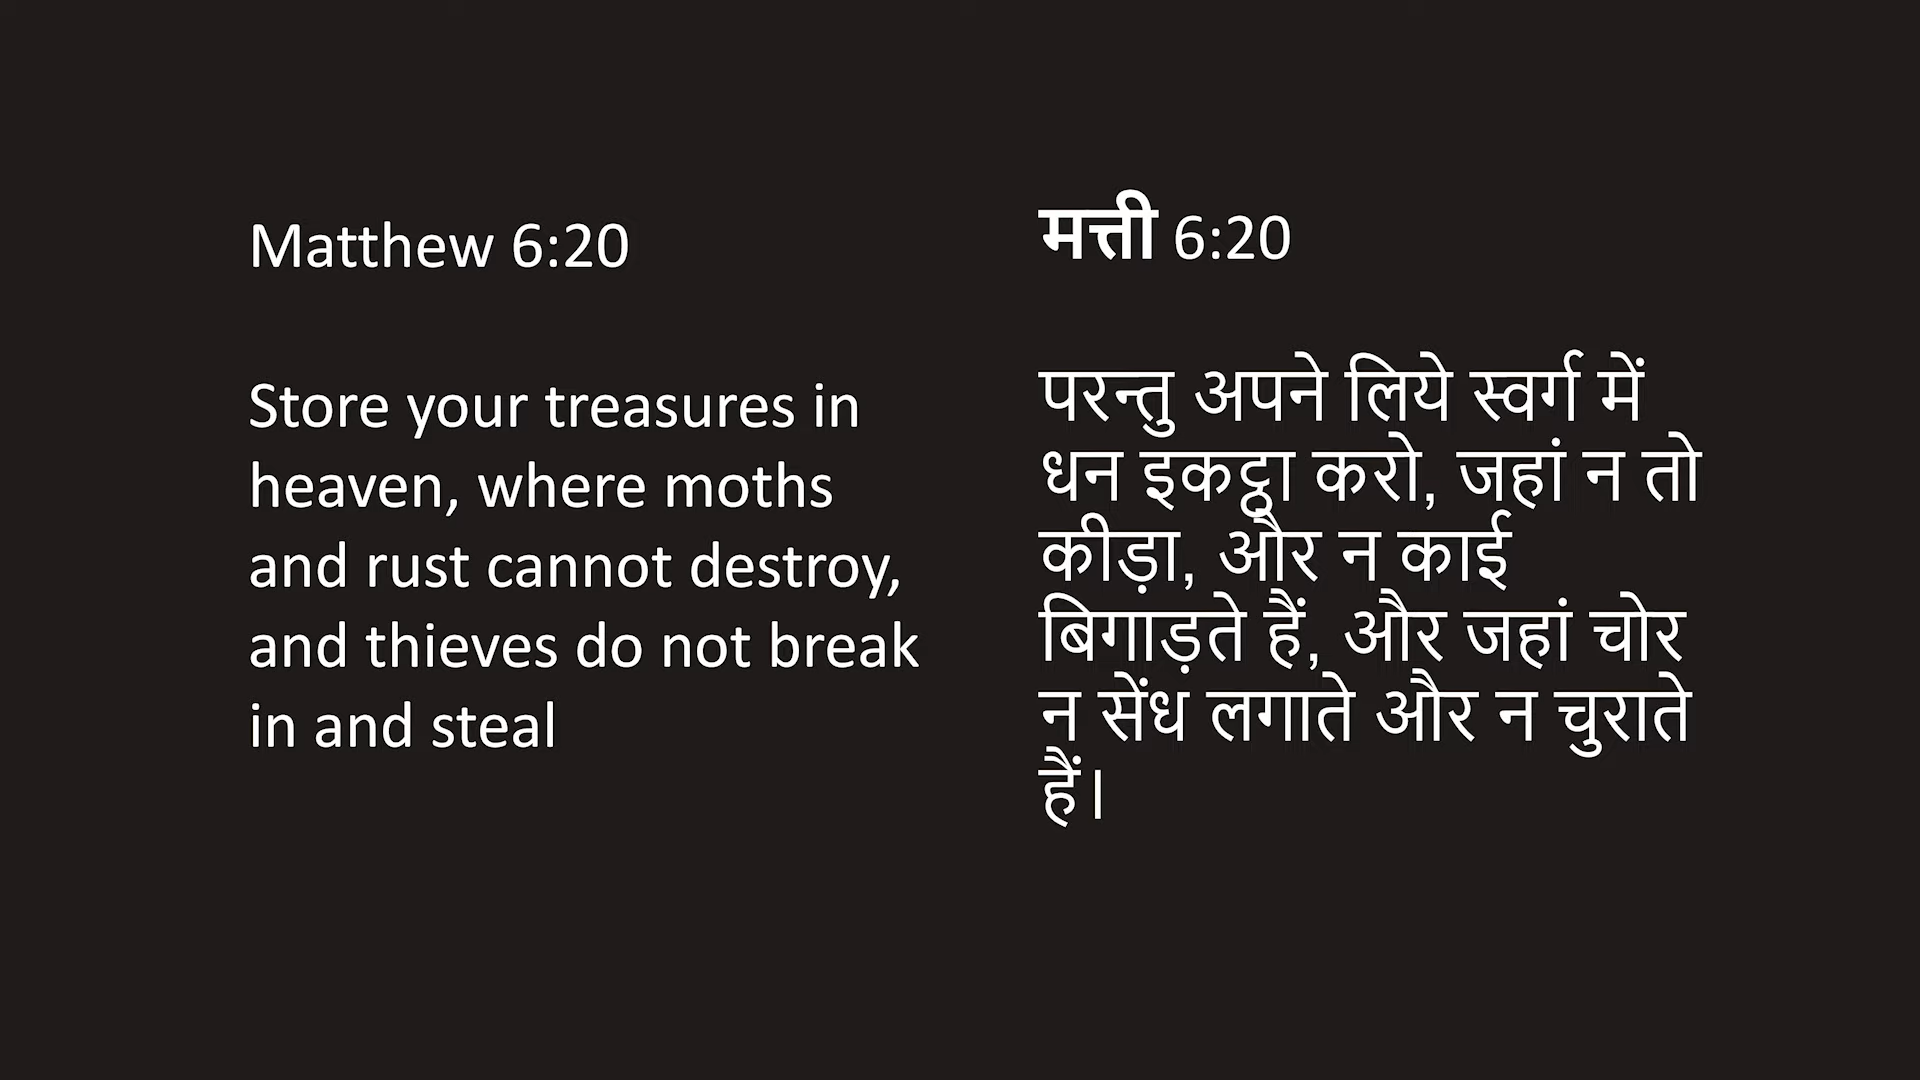 Matthew 6:20
Store your treasures in
heaven, where moths
and rust cannot destroy,
and thieves do not break
in and steal
मत्ती 6:20
परन्तु अपने लिये स्वर्ग में
धन इकट्ठा करो, जहां न तो
कीड़ा, और न काई
बिगाड़ते हैं, और जहां चोर
न सेंध लगाते और न चुराते
हैं।